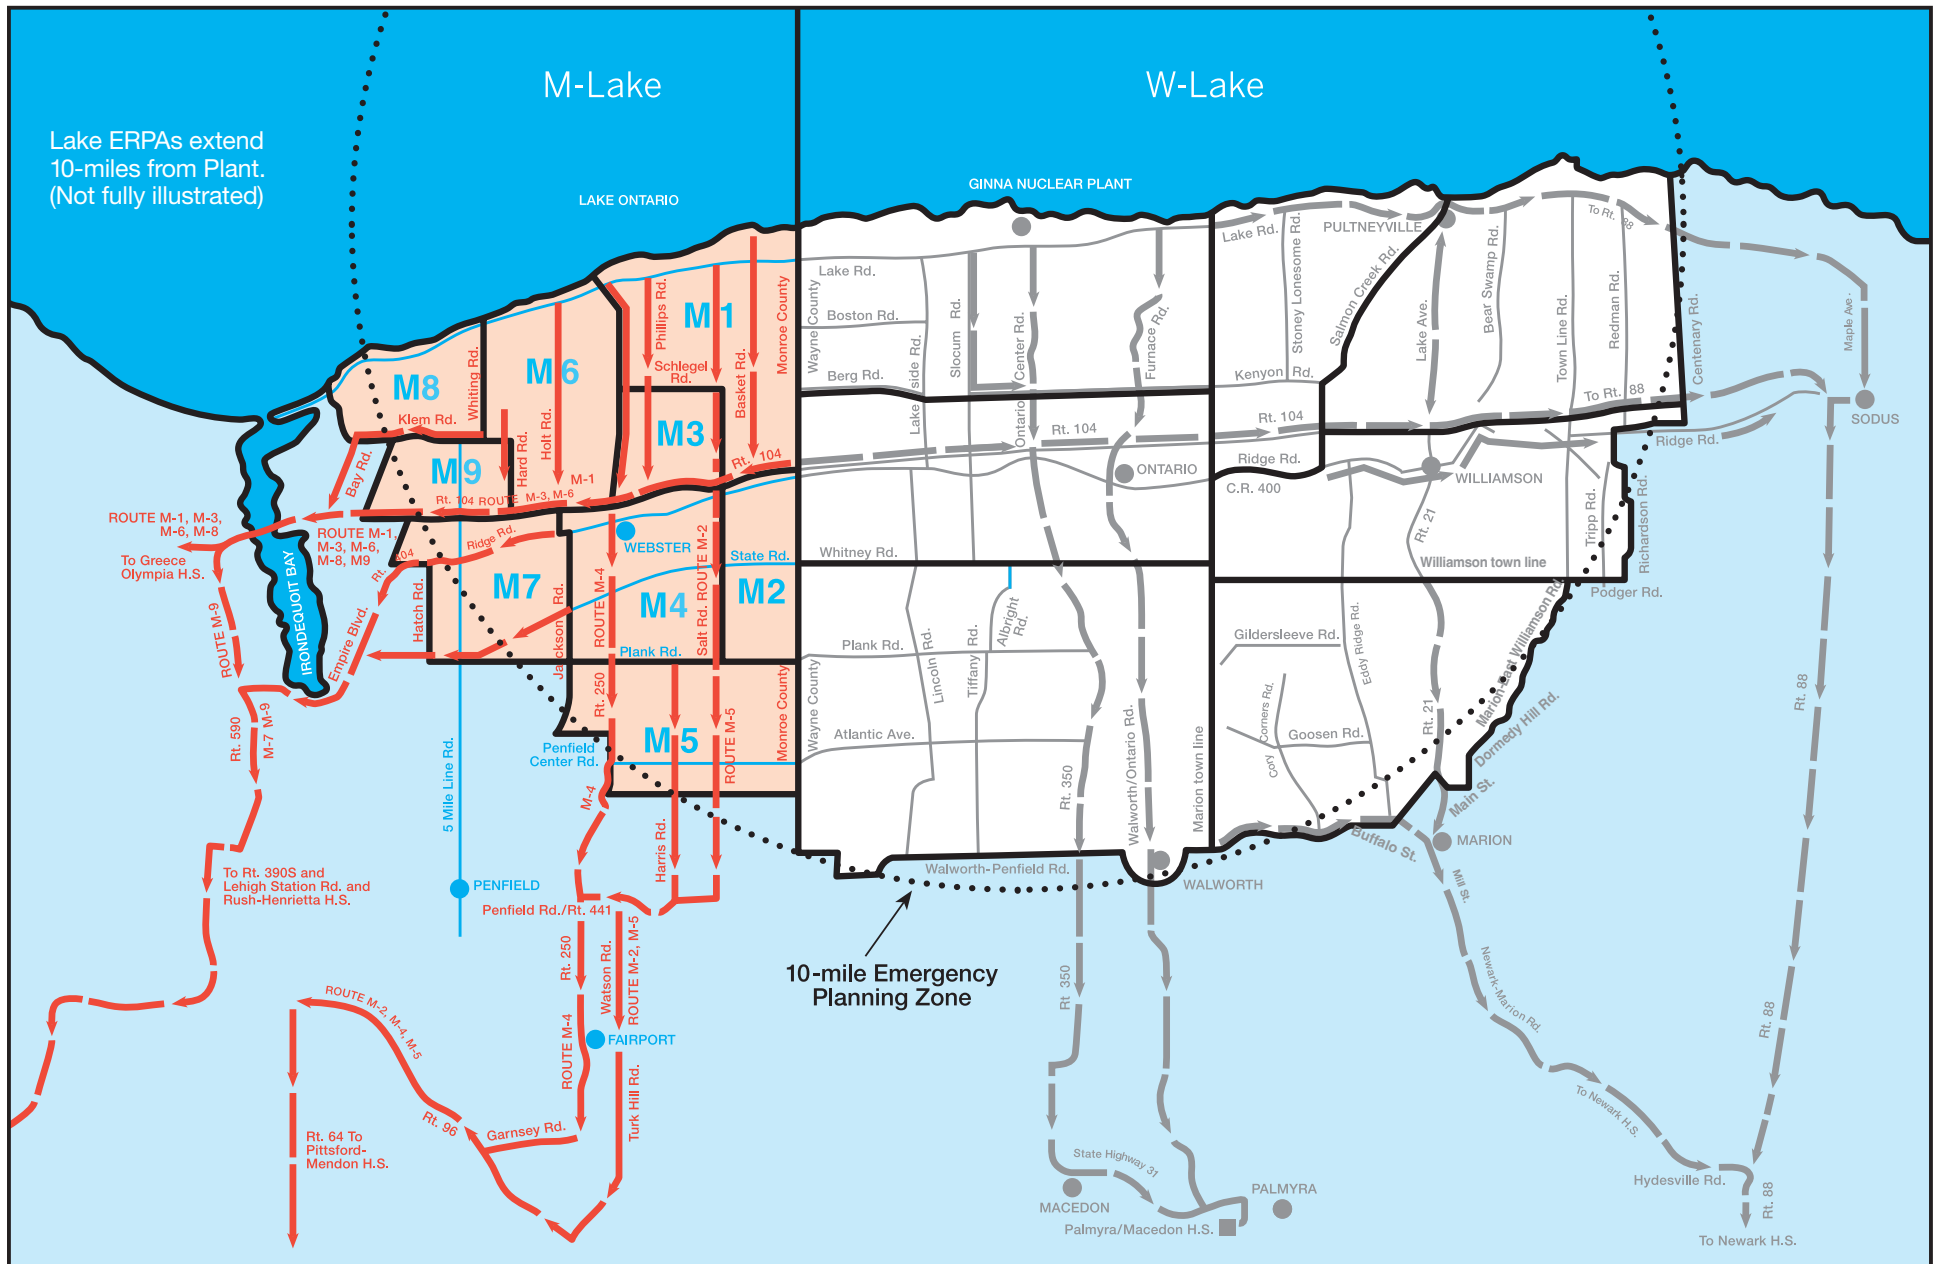 M-Lake
W-Lake
Lake ERPAs extend
10-miles from Plant.
(Not fully illustrated)
LAKE ONTARIO
GINNA NUCLEAR PLANT
PULTNEYVILLE
Lake Rd.
To Rt. 88
Lake Rd.
Boston Rd.
Berg Rd.
Wayne County
Lake side Rd.
Slocum Rd.
Ontario Center Rd.
Furnace Rd.
Kenyon Rd.
Stoney Lonesome Rd.
Salmon Creek Rd.
Lake Ave.
Bear Swamp Rd.
Town Line Rd.
Redman Rd.
Centenary Rd.
Maple Ave.
To Rt. 88
SODUS
Ridge Rd.
M1
Phillips Rd.
Schlegel
Rd.
Basket Rd.
Monroe County
M6
M8
Whiting Rd.
Klem Rd.
M3
M9
Bay Rd.
Hard Rd.
Holt Rd.
M-1
Rt. 104
Rt. 104 ROUTE M-3, M-6
Rt. 104
Rt. 104
Ridge Rd.
C.R. 400
ONTARIO
WILLIAMSON
Rt. 21
Tripp Rd.
Richardson Rd.
Williamson town line
Podger Rd.
ROUTE M-1, M-3,
M-6, M-8
To Greece
Olympia H.S.
ROUTE M-1,
M-3, M-6,
M-8, M9
Rt. 104
Ridge Rd.
WEBSTER
State Rd.
Whitney Rd.
M7
M4
M2
IRONDEQUOIT BAY
ROUTE M-9
Empire Blvd.
Hatch Rd.
Jackson Rd.
ROUTE M-4
Salt Rd. ROUTE M-2
Plank Rd.
Plank Rd.
Lincoln Rd.
Tiffany Rd.
Albright
Rd.
Gildersleeve Rd.
Eddy Ridge Rd.
Marion-East Williamson Rd.
Dormedy Hill Rd.
Rt. 590
M-7 M-9
5 Mile Line Rd.
Rt. 250
M5
ROUTE M-5
Monroe County
Wayne County
Penfield
Center Rd.
Atlantic Ave.
Rt. 350
Walworth/Ontario Rd.
Marion town line
Cory Corners Rd.
Goosen Rd.
Rt. 21
Main St.
Buffalo St.
MARION
Rt. 88
M-4
Harris Rd.
Walworth-Penfield Rd.
WALWORTH
To Rt. 390S and
Lehigh Station Rd. and
Rush-Henrietta H.S.
PENFIELD
Penfield Rd./Rt. 441
Mill St.
10-mile Emergency
Planning Zone
Rt. 250
Watson Rd.
ROUTE M-2, M-5
Rt 350
Newark-Marion Rd.
Rt. 88
ROUTE M-2, M-4, M-5
ROUTE M-4
FAIRPORT
Turk Hill Rd.
To Newark H.S.
Rt. 96
Garnsey Rd.
Rt. 64 To
Pittsford-
Mendon H.S.
State Highway 31
MACEDON
PALMYRA
Palmyra/Macedon H.S.
Hydesville Rd.
Rt. 88
To Newark H.S.